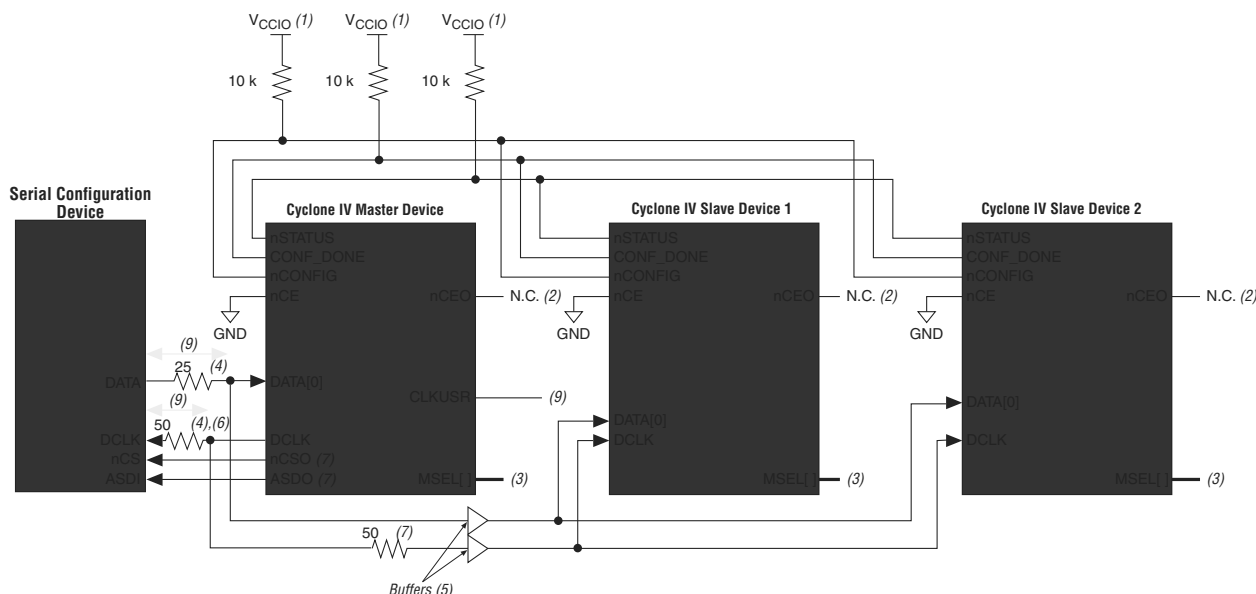 VCCIO (1) VCCIO (1) VCCIO (1)
10 k 10 k 10 k
Serial Configuration
Device
Cyclone IV Master Device
Cyclone IV Slave Device 1
Cyclone IV Slave Device 2
nSTATUS
CONF_DONE
nCONFIG
nCE
nCEO
N.C. (2)
GND
nSTATUS
CONF_DONE
nCONFIG
nCE
nCEO
N.C. (2)
GND
nSTATUS
CONF_DONE
nCONFIG
nCE
nCEO
N.C. (2)
GND
(9)
25 (4)
DATA
DATA[0]
CLKUSR
(9)
(9)
50 (4),(6)
DCLK
DCLK
nCS
nCSO (7)
ASDI
ASDO (7)
MSEL[ ]
(3)
DATA[0]
DCLK
MSEL[ ]
(3)
DATA[0]
DCLK
MSEL[ ]
(3)
50 (7)
Buffers (5)